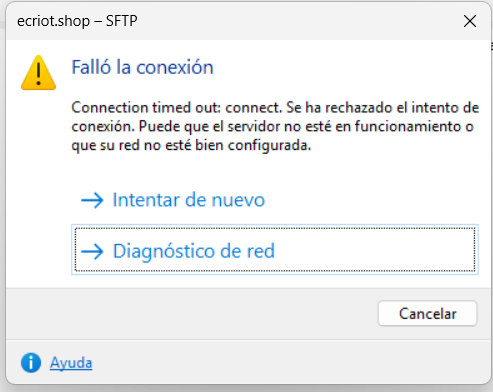 ecriot.shop – SFTP
Falló la conexión
Connection timed out: connect. Se ha rechazado el intento de
conexión. Puede que el servidor no esté en funcionamiento o
que su red no esté bien configurada.
Intentar de nuevo
Diagnóstico de red
Cancelar
Ayuda